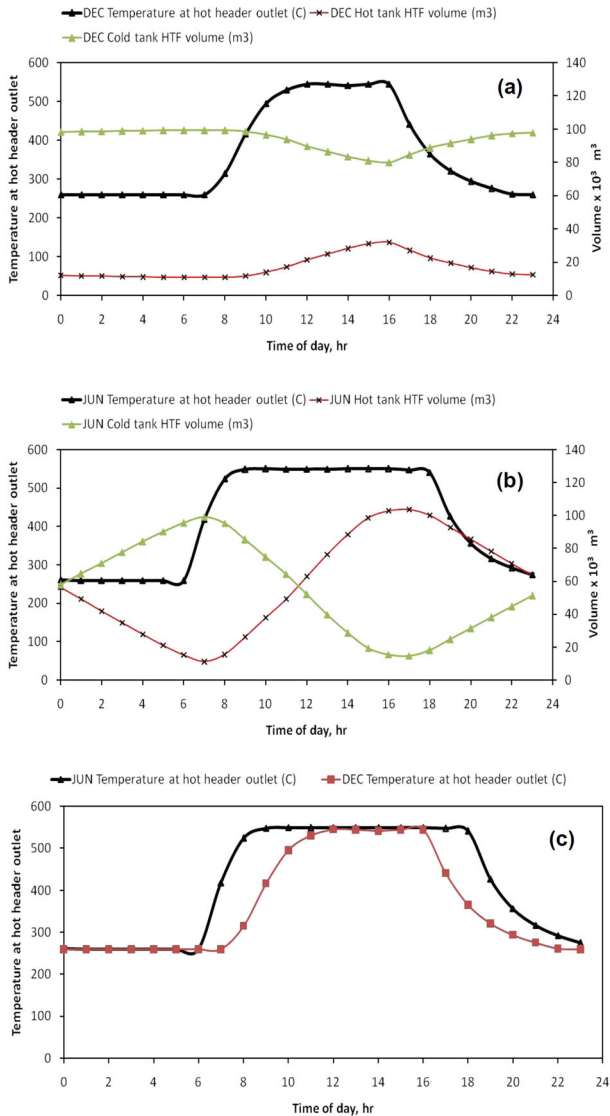 DEC Temperature at hot header outlet (C) DEC Hot tank HTF volume (m3)
DEC Cold tank HTF volume (m3)
(a)
600
500
400
300
200
100
0
140
120
100
80
60
40
20
0
Temperature at hot header outlet
Volume x 10³ m³
0 2 4 6 8 10 12 14 16 18 20 22 24
Time of day, hr
JUN Temperature at hot header outlet (C) JUN Hot tank HTF volume (m3)
JUN Cold tank HTF volume (m3)
(b)
600
500
400
300
200
100
0
140
120
100
80
60
40
20
0
Temperature at hot header outlet
Volume x 10³ m³
0 2 4 6 8 10 12 14 16 18 20 22 24
Time of day, hr
JUN Temperature at hot header outlet (C) DEC Temperature at hot header outlet (C)
(c)
600
500
400
300
200
100
0
Temperature at hot header outlet
0 2 4 6 8 10 12 14 16 18 20 22 24
Time of day, hr